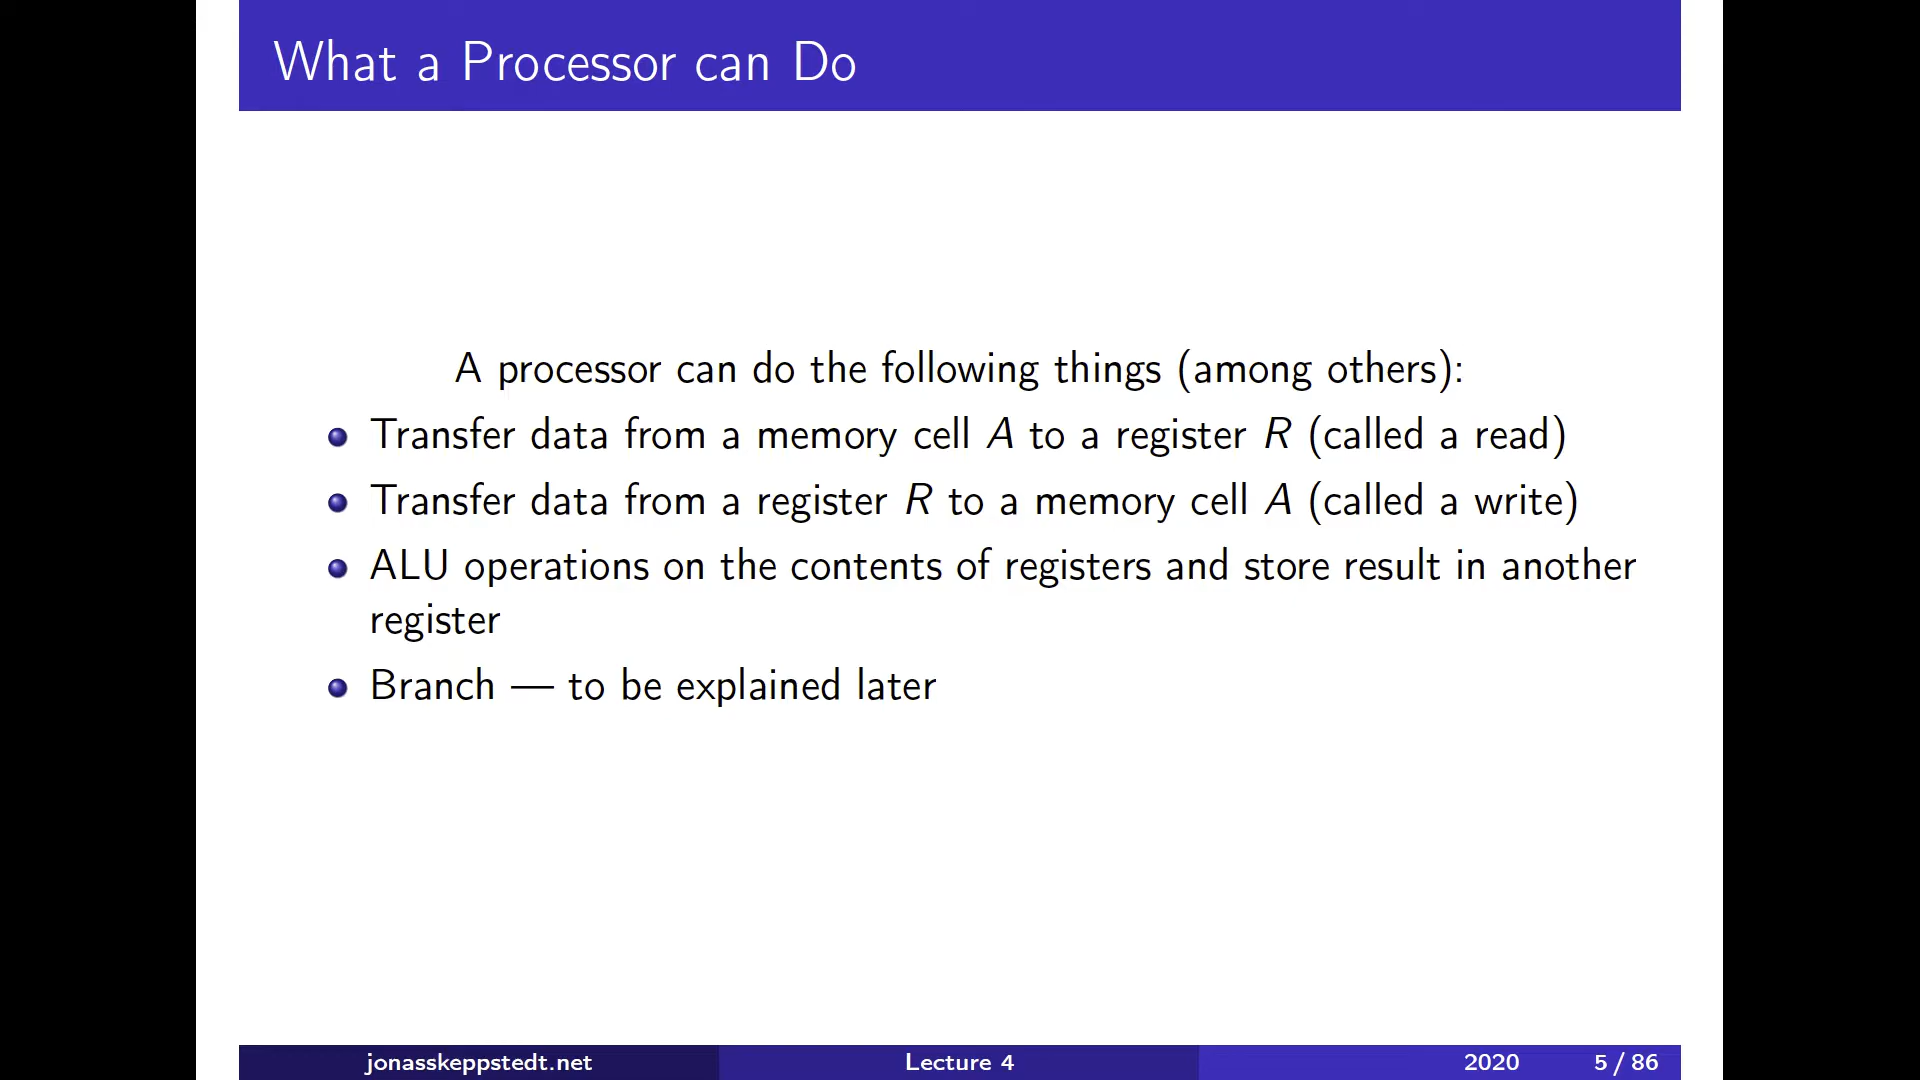 What a Processor can Do
A processor can do the following things (among others):
Transfer data from a memory cell A to a register R (called a read)
Transfer data from a register R to a memory cell A (called a write)
ALU operations on the contents of registers and store result in another
register
Branch — to be explained later
jonasskeppstedt.net Lecture 4 2020 5 / 86